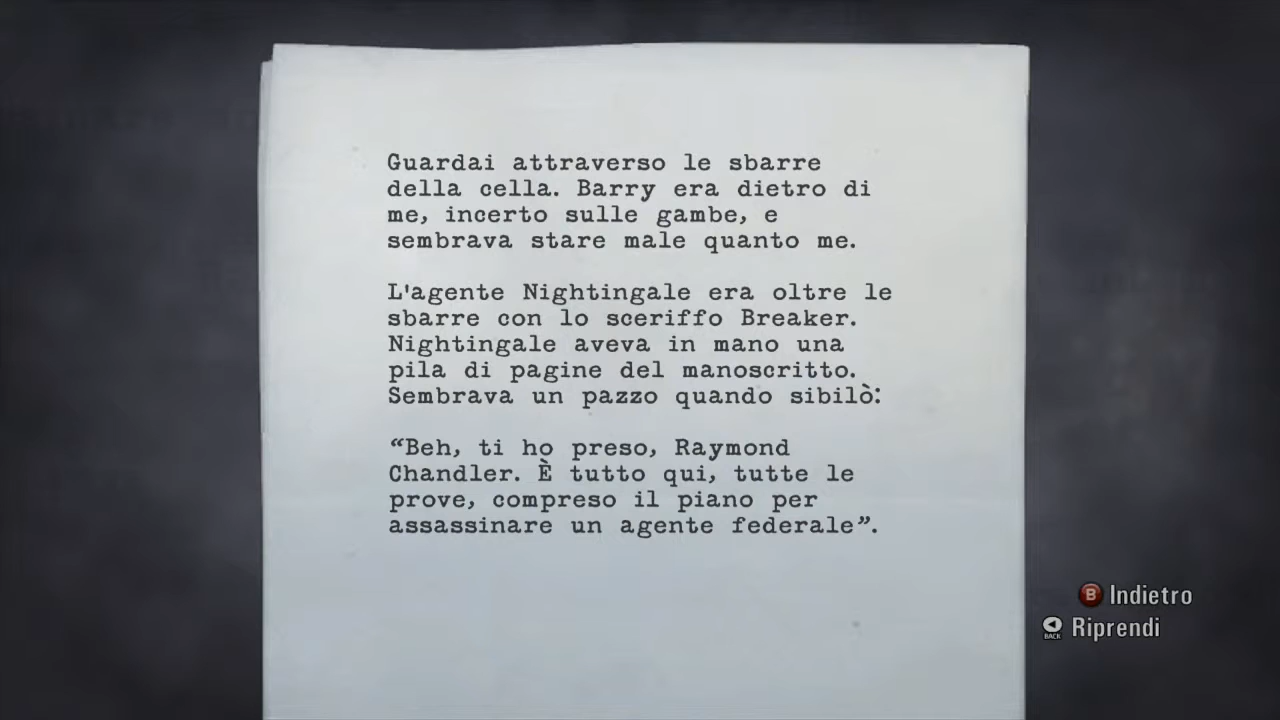 Guardai attraverso le sbarre
della cella. Barry era dietro di
me, incerto sulle gambe, e
sembrava stare male quanto me.
L'agente Nightingale era oltre le
sbarre con lo sceriffo Breaker.
Nightingale aveva in mano una
pila di pagine del manoscritto.
Sembrava un pazzo quando sibilò:
“Beh, ti ho preso, Raymond
Chandler. È tutto qui, tutte le
prove, compreso il piano per
assassinare un agente federale”.
B Indietro
BACK Riprendi